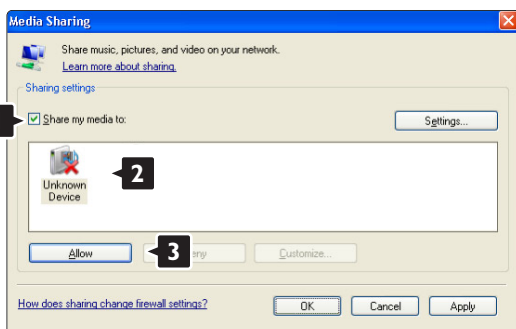 Media Sharing
Share music, pictures, and video on your network.
Learn more about sharing.
Sharing settings
Share my media to:
Settings...
2
Unknown
Device
Allow
3
Customize...
How does sharing change firewall settings?
OK
Cancel
Apply